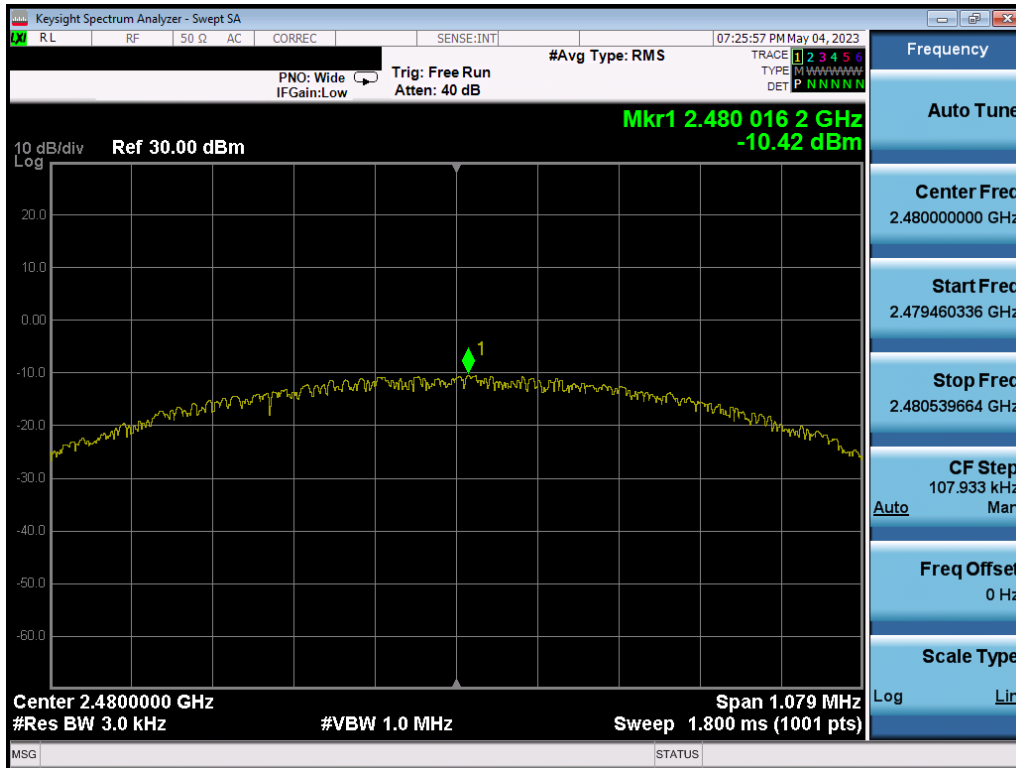 Keysight Spectrum Analyzer - Swept SA
LXI RL RF 50 Ω AC CORREC SENSE:INT 07:25:57 PM May 04, 2023
#Avg Type: RMS
TRACE 1 2 3 4 5 6
PNO: Wide Trig: Free Run
TYPE M W W W W W
IFGain:Low Atten: 40 dB
DET P N N N N N
Mkr1 2.480 016 2 GHz
-10.42 dBm
10 dB/div Ref 30.00 dBm
Log
20.0
10.0
0.00
-10.0
-20.0
-30.0
-40.0
-50.0
-60.0
1
Center 2.4800000 GHz Span 1.079 MHz
#Res BW 3.0 kHz #VBW 1.0 MHz Sweep 1.800 ms (1001 pts)
MSG STATUS
Frequency
Auto Tune
Center Freq
2.480000000 GHz
Start Freq
2.479460336 GHz
Stop Freq
2.480539664 GHz
CF Step
107.933 kHz
Auto Man
Freq Offset
0 Hz
Scale Type
Log Lin